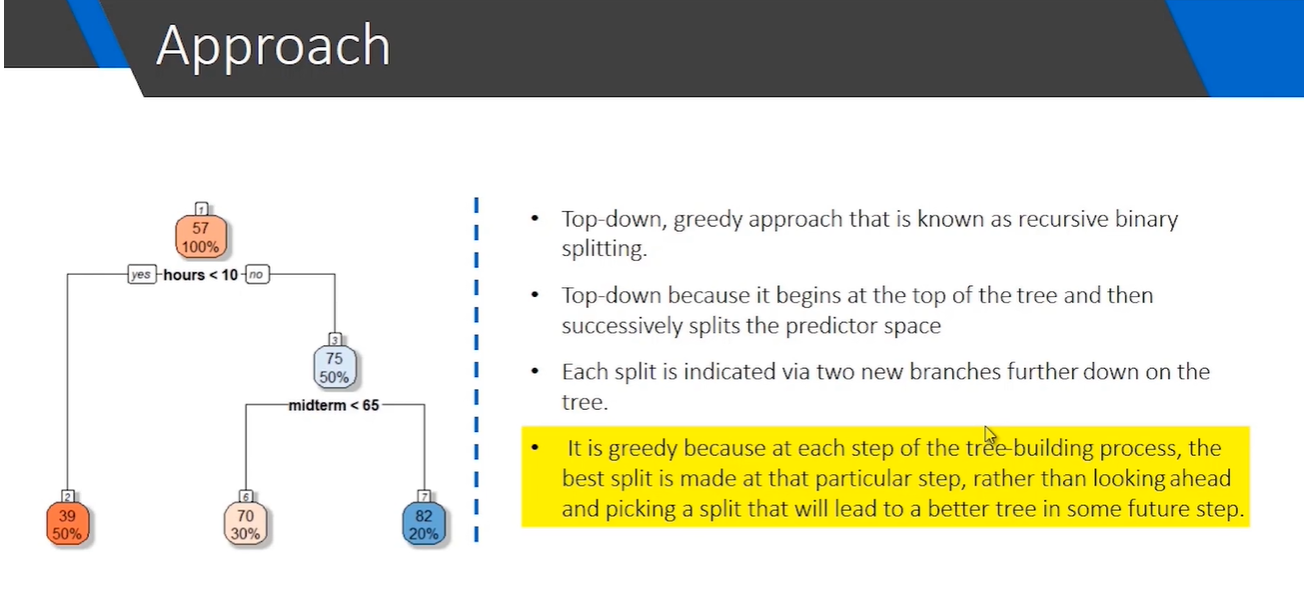 Approach
1
57
100%
yes hours < 10 no
3
75
50%
midterm < 65
2
39
50%
6
70
30%
7
82
20%
• Top-down, greedy approach that is known as recursive binary
splitting.
• Top-down because it begins at the top of the tree and then
successively splits the predictor space
• Each split is indicated via two new branches further down on the
tree.
• It is greedy because at each step of the tree-building process, the
best split is made at that particular step, rather than looking ahead
and picking a split that will lead to a better tree in some future step.